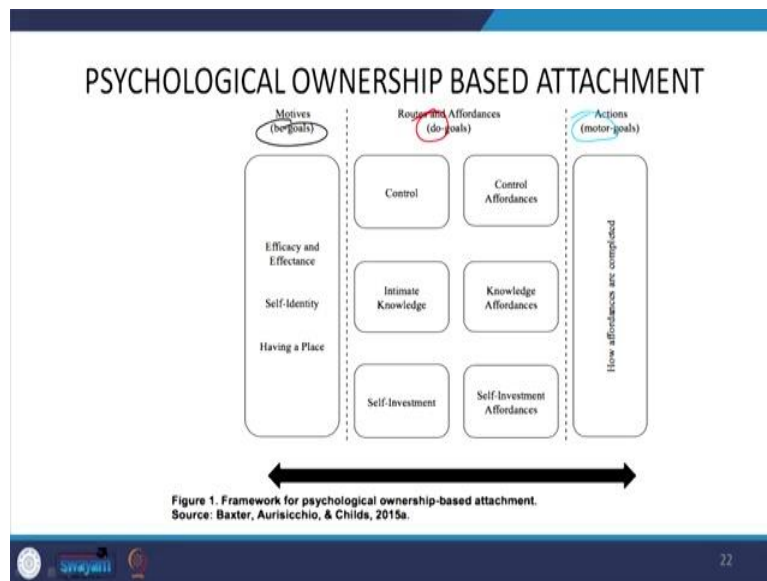 PSYCHOLOGICAL OWNERSHIP BASED ATTACHMENT
Motives
(be-goals)
Routes and Affordances
(do-goals)
Actions
(motor-goals)
Efficacy and
Effectance
Self-Identity
Having a Place
Control
Control
Affordances
Intimate
Knowledge
Knowledge
Affordances
Self-Investment
Self-Investment
Affordances
How affordances are completed
Figure 1. Framework for psychological ownership-based attachment.
Source: Baxter, Aurisicchio, & Childs, 2015a.
swayam
22